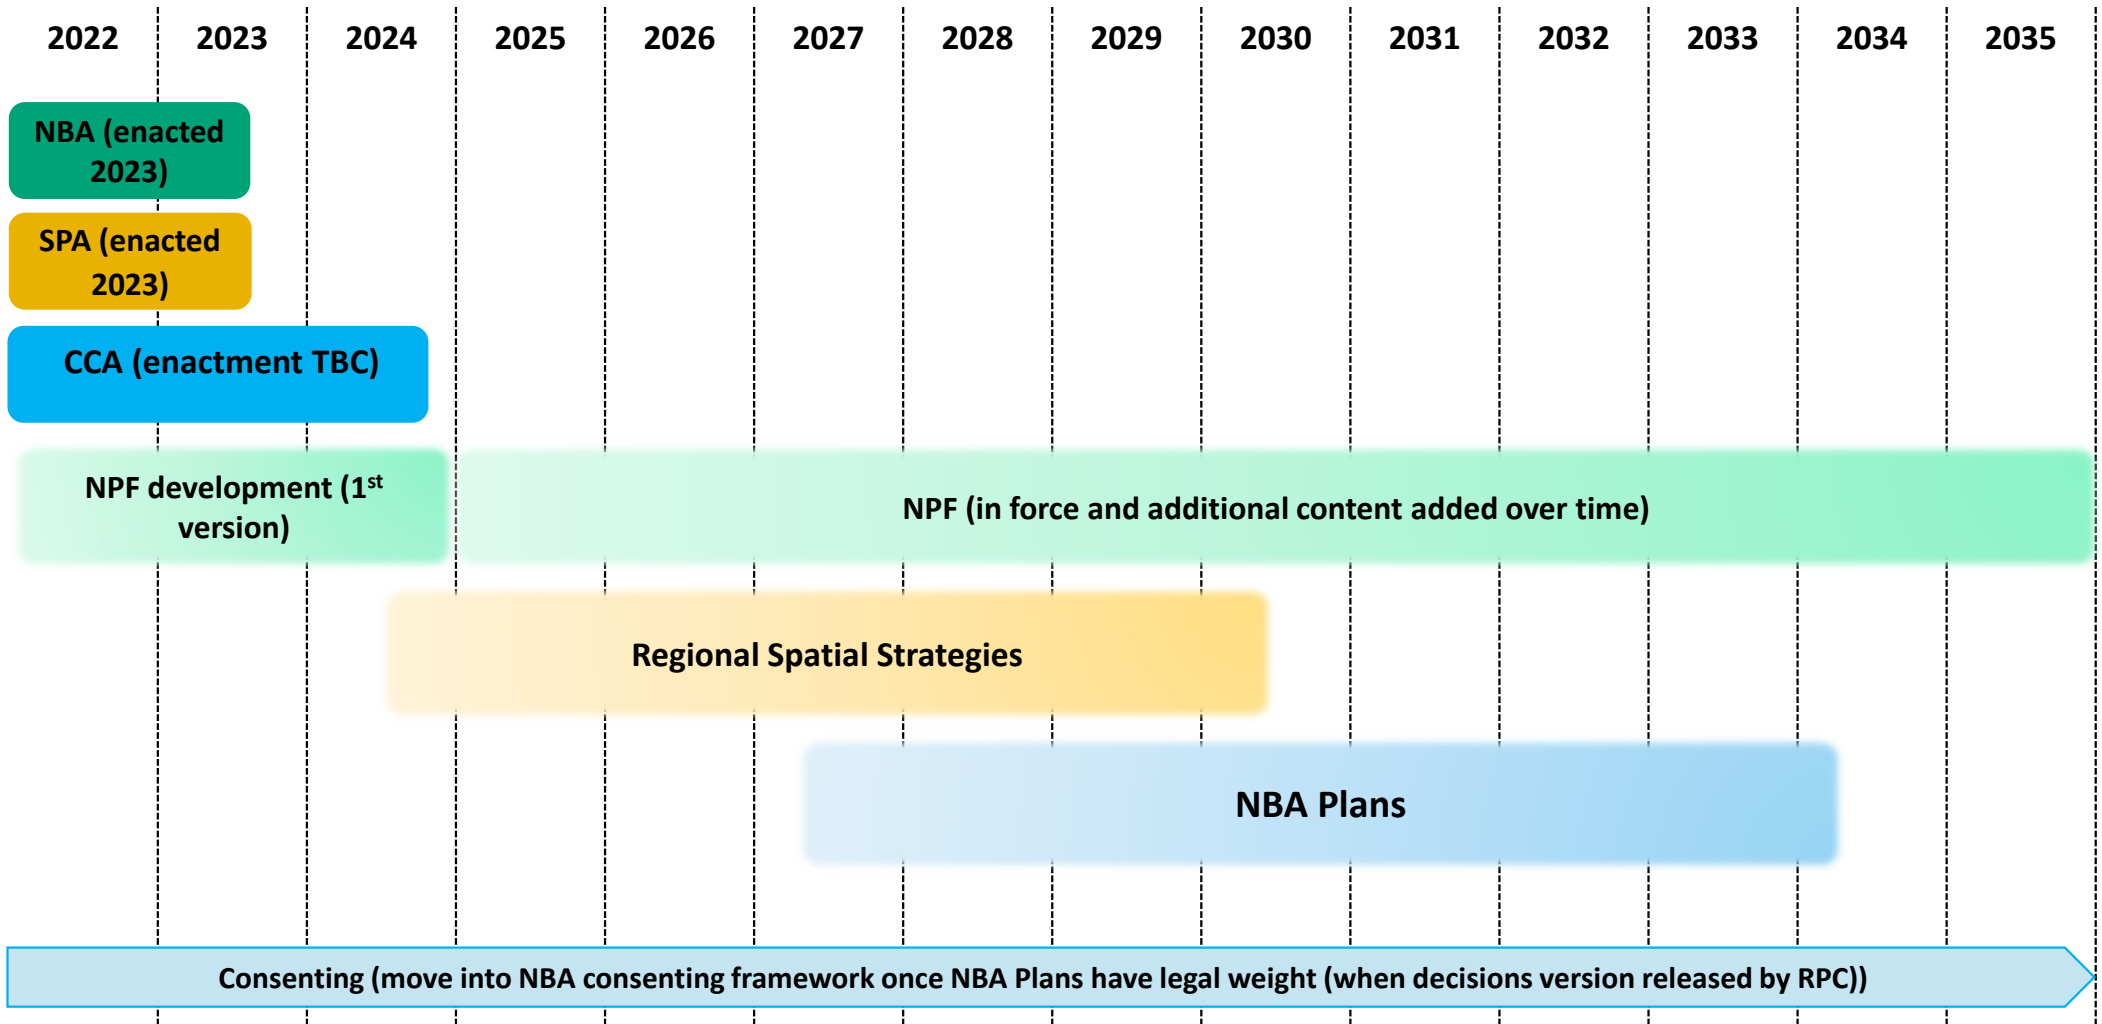 2022 2023 2024 2025 2026 2027 2028 2029 2030 2031 2032 2033 2034 2035
NBA (enacted
2023)
SPA (enacted
2023)
CCA (enactment TBC)
NPF development (1st
version)
NPF (in force and additional content added over time)
Regional Spatial Strategies
NBA Plans
Consenting (move into NBA consenting framework once NBA Plans have legal weight (when decisions version released by RPC))